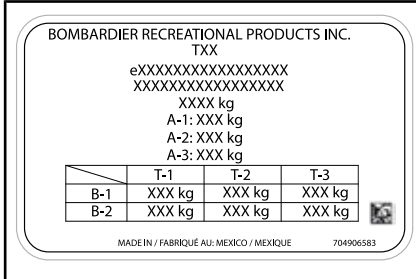 BOMBARDIER RECREATIONAL PRODUCTS INC.
TXX
eXXXXXXXXXXXXXXXXX
XXXXXXXXXXXXXXXXX
XXXX kg
A-1: XXX kg
A-2: XXX kg
A-3: XXX kg
T-1 T-2 T-3
B-1 XXX kg XXX kg XXX kg
B-2 XXX kg XXX kg XXX kg
MADE IN / FABRIQUÉ AU: MEXICO / MEXIQUE 704906583